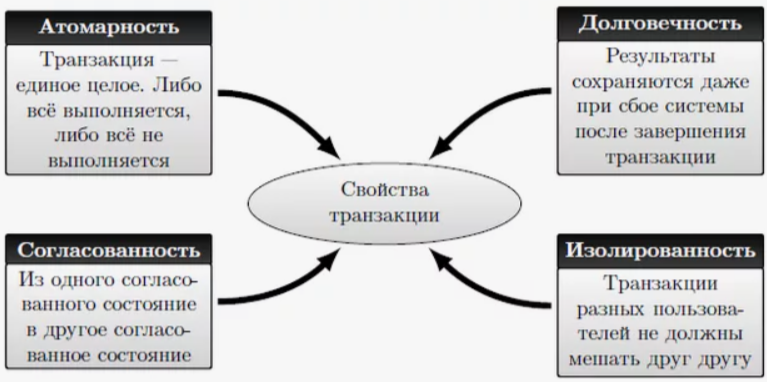 Атомарность
Транзакция —
единое целое. Либо
всё выполняется,
либо всё не
выполняется
Долговечность
Результаты
сохраняются даже
при сбое системы
после завершения
транзакции
Свойства
транзакции
Согласованность
Из одного согласо-
ванного состояние
в другое согласо-
ванное состояние
Изолированность
Транзакции
разных пользова-
телей не должны
мешать друг другу